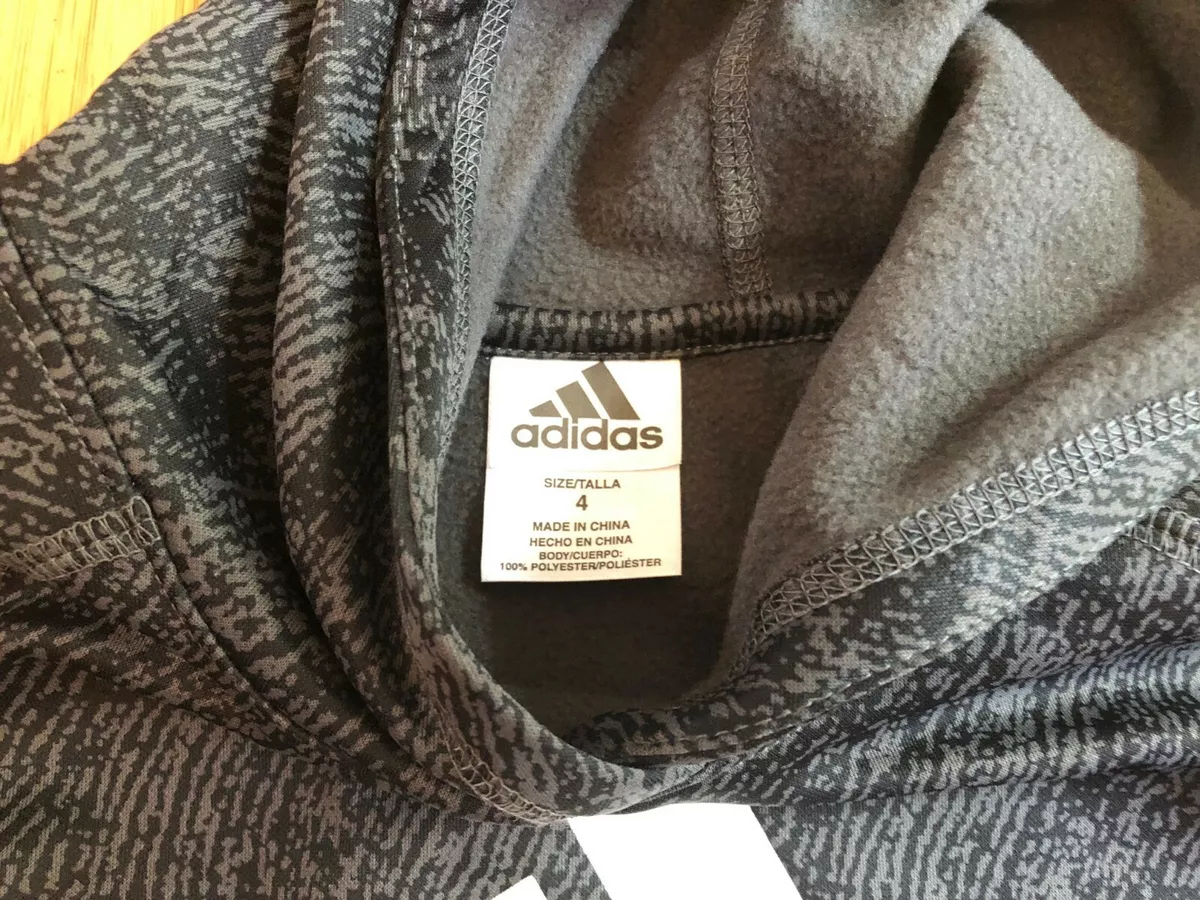 adidas
SIZE/TALLA
4
MADE IN CHINA
HECHO EN CHINA
BODY/CUERPO:
100% POLYESTER/POLIÉSTER